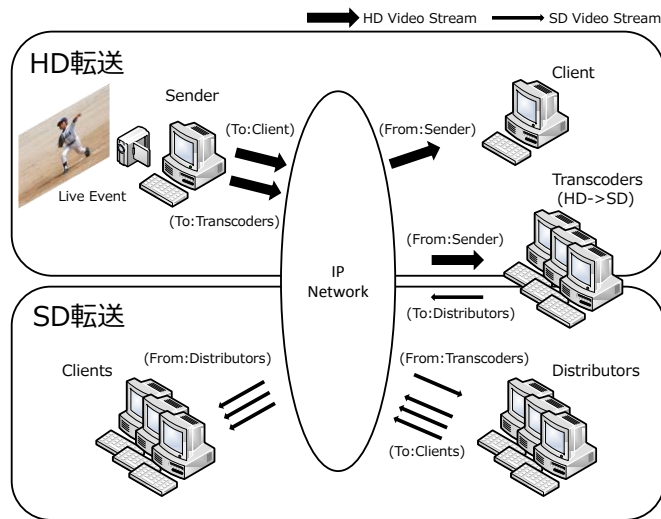 HD Video Stream
SD Video Stream
HD転送
Sender
Client
(To:Client)
(From:Sender)
Live Event
(To:Transcoders)
Transcoders
(HD->SD)
(From:Sender)
IP
Network
SD転送
(To:Distributors)
(From:Distributors)
(From:Transcoders)
Clients
Distributors
(To:Clients)